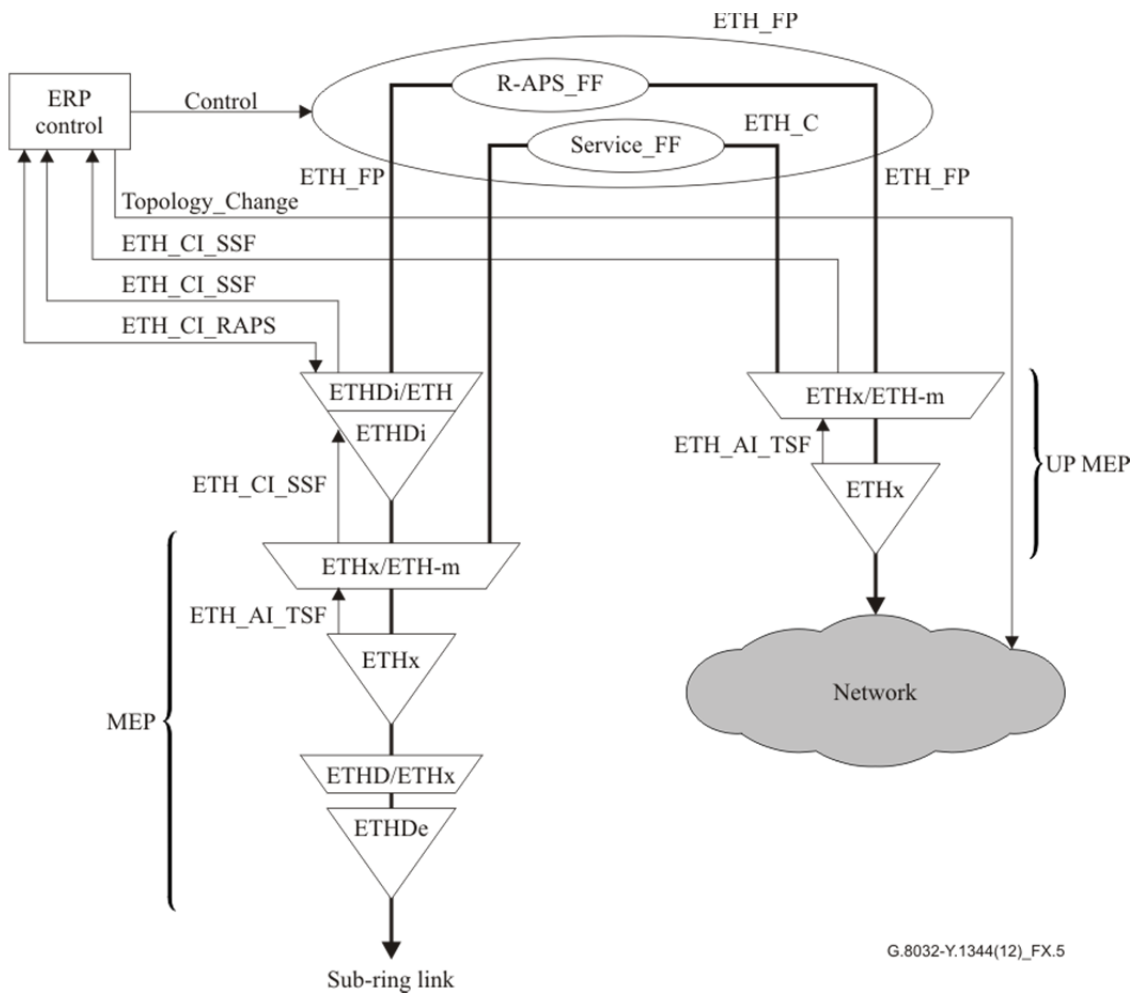 ETH_FP
R-APS_FF
ERP
control
Control
ETH_C
Service_FF
ETH_FP
ETH_FP
Topology_Change
ETH_CI_SSF
ETH_CI_SSF
ETH_CI_RAPS
ETHDi/ETH
ETHx/ETH-m
ETHDi
ETH_AI_TSF
UP MEP
ETH_CI_SSF
ETHx
ETHx/ETH-m
ETH_AI_TSF
ETHx
Network
MEP
ETHD/ETHx
ETHDe
G.8032-Y.1344(12)_FX.5
Sub-ring link